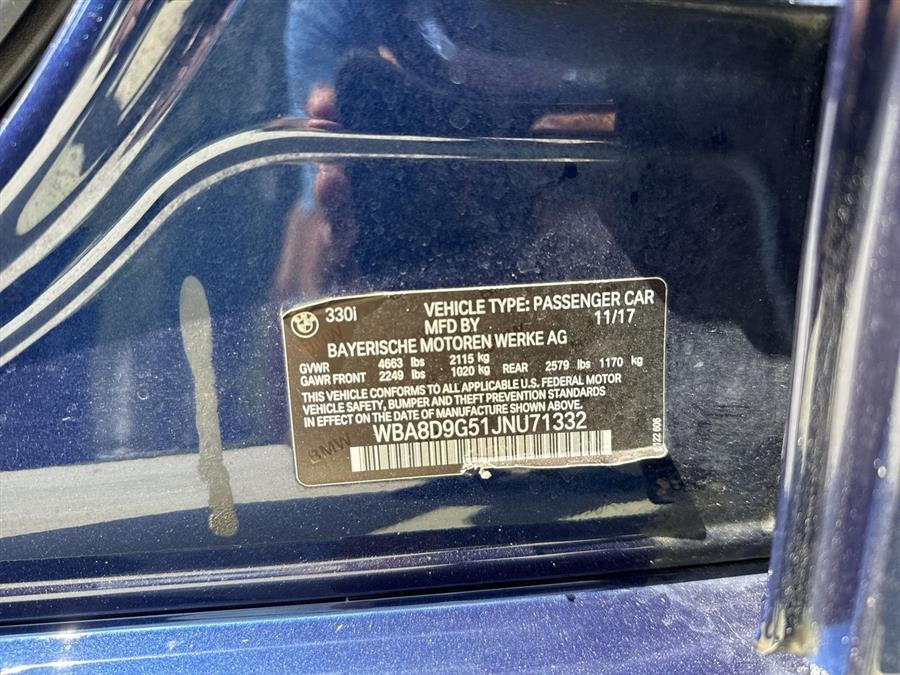 330i VEHICLE TYPE: PASSENGER CAR
MFD BY 11/17
BAYERISCHE MOTOREN WERKE AG
GVWR 4663 lbs 2115 kg
GAWR FRONT 2249 lbs 1020 kg REAR 2579 lbs 1170 kg
THIS VEHICLE CONFORMS TO ALL APPLICABLE U.S. FEDERAL MOTOR
VEHICLE SAFETY, BUMPER AND THEFT PREVENTION STANDARDS
IN EFFECT ON THE DATE OF MANUFACTURE SHOWN ABOVE.
WBA8D9G51JNU71332
BMW